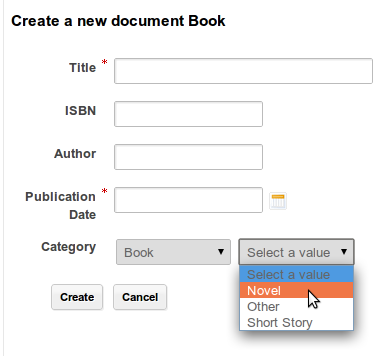 Create a new document Book
Title *
ISBN
Author
Publication *
Date
Category Book Select a value
Select a value
Novel
Other
Short Story
Create Cancel